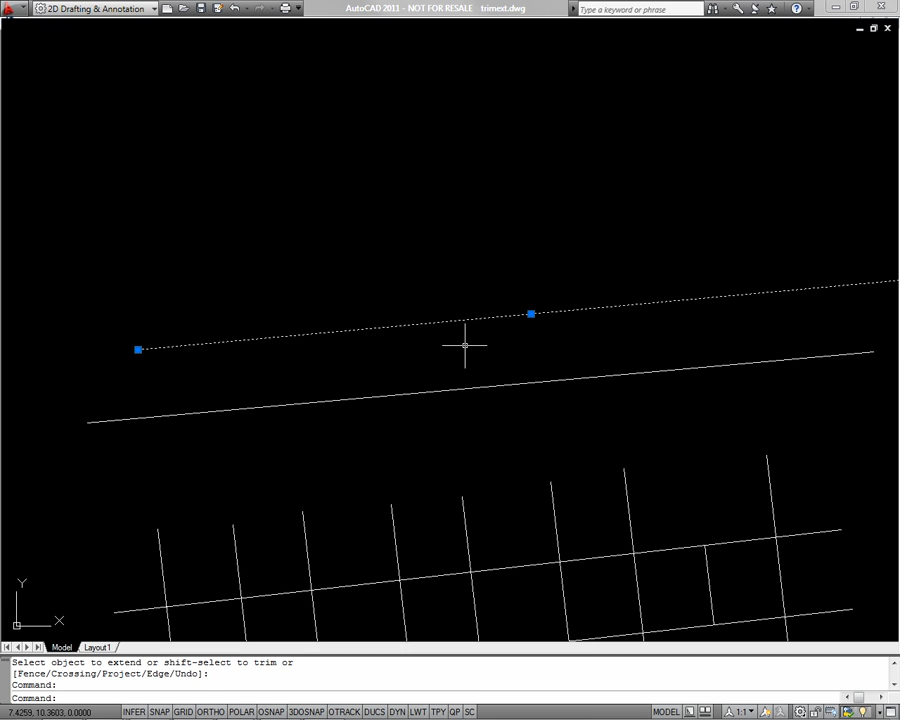 2D Drafting & Annotation
AutoCAD 2011 - NOT FOR RESALE trimext.dwg
Type a keyword or phrase
Y
X
Model Layout1
Select object to extend or shift-select to trim or
[Fence/Crossing/Project/Edge/Undo]:
Command:
Command:
7.4259, 10.3603, 0.0000 INFER SNAP GRID ORTHO POLAR OSNAP 3DOSNAP OTRACK DUCS DYN LWT TPY QP SC MODEL 1:1